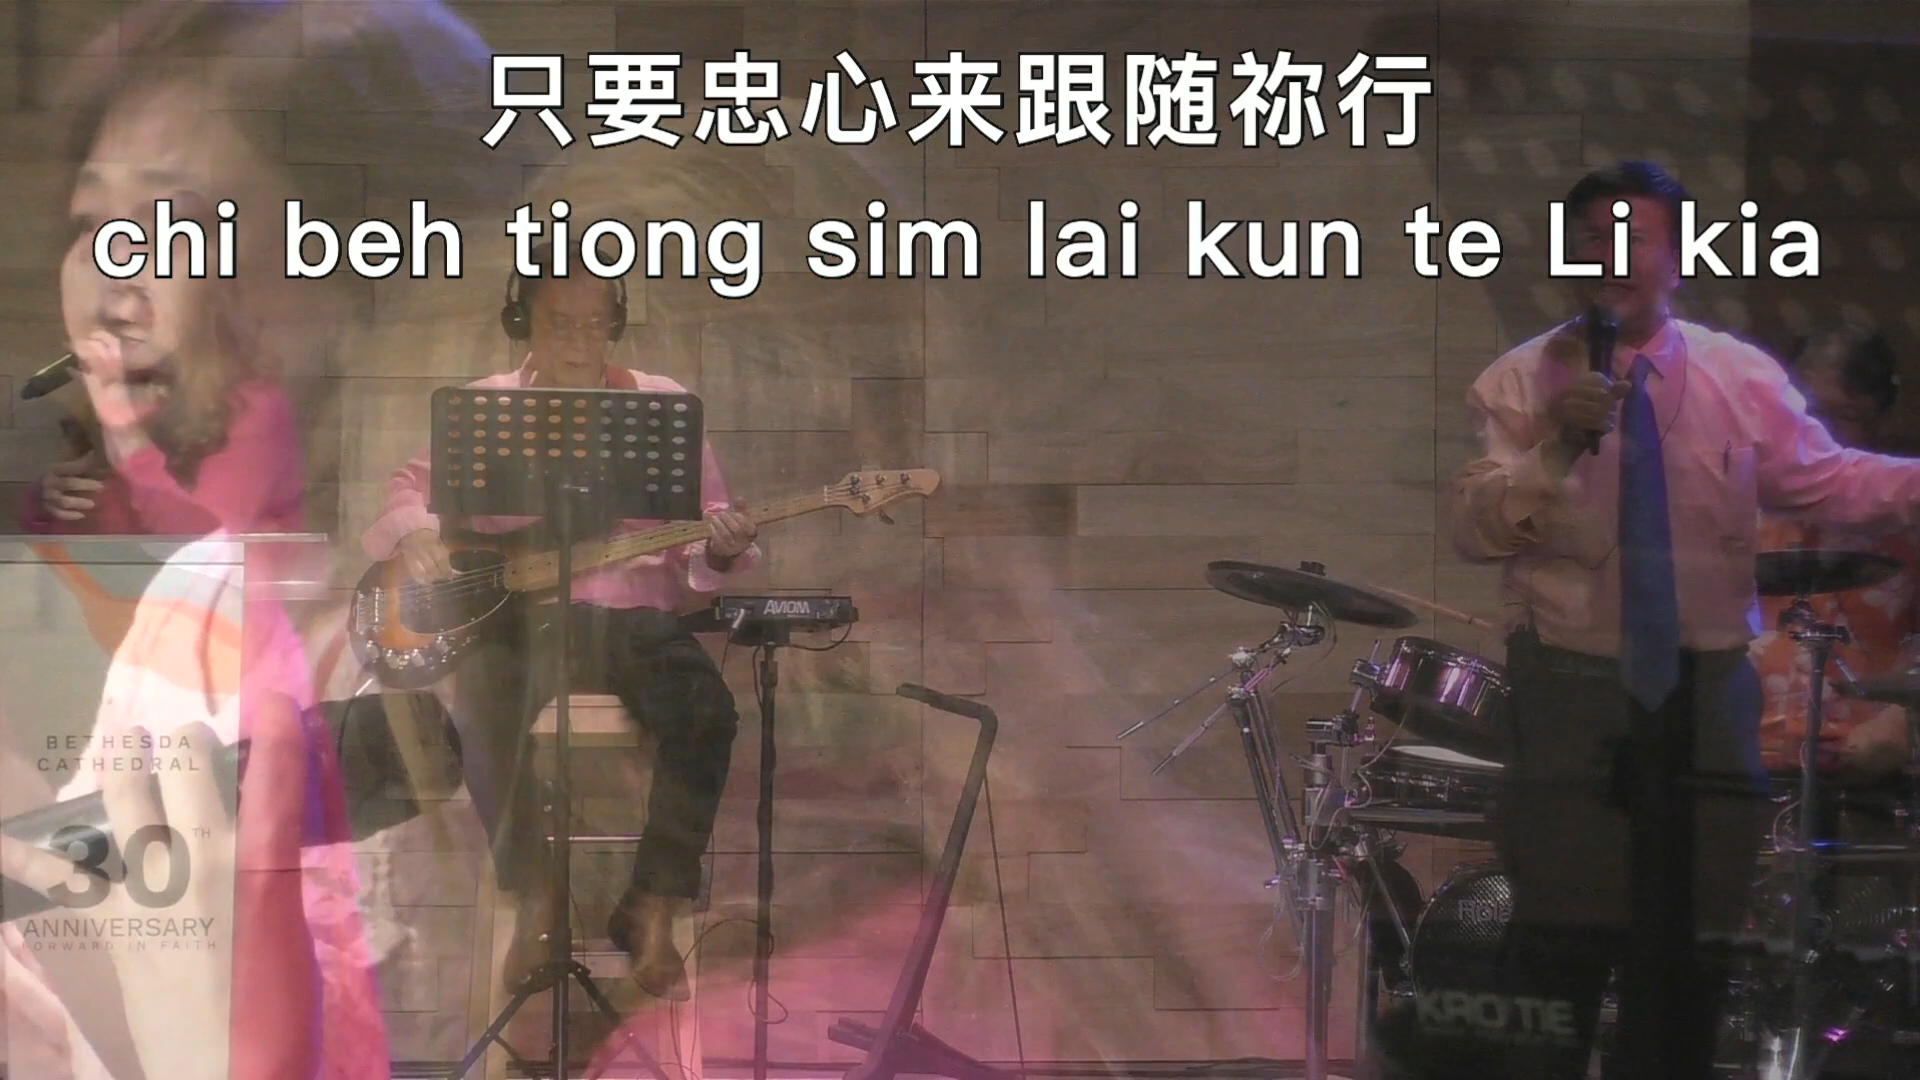 只要忠心来跟随祢行
chi beh tiong sim lai kun te Li kia
AVIOM
BETHESDA
CATHEDRAL
30TH
ANNIVERSARY
FORWARD IN FAITH
KROTIE